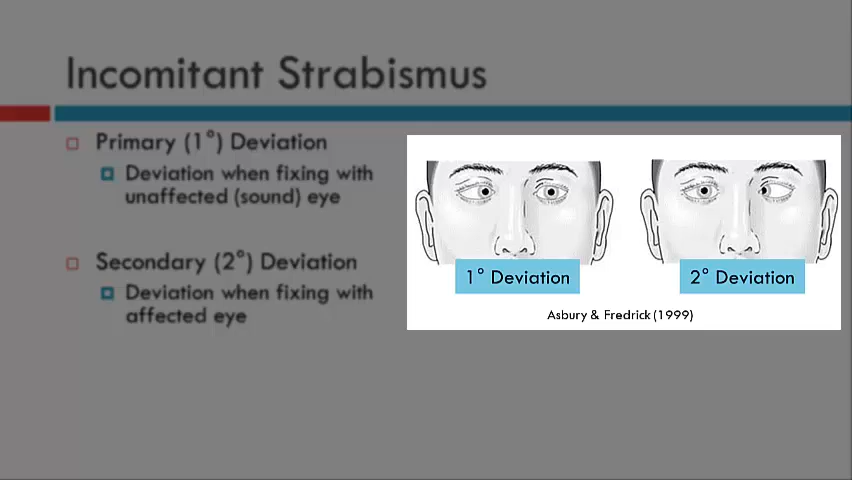 Incomitant Strabismus
Primary (1°) Deviation
Deviation when fixing with
unaffected (sound) eye
Secondary (2°) Deviation
Deviation when fixing with
affected eye
1° Deviation
2° Deviation
Asbury & Fredrick (1999)